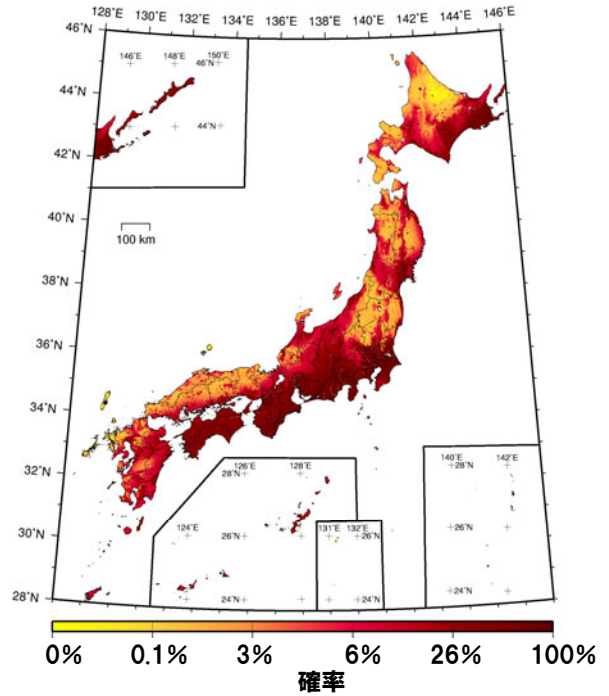 128°E 130°E 132°E 134°E 136°E 138°E 140°E 142°E 144°E 146°E
46°N
146°E 148°E 150°E
46°N
44°N
44°N
42°N
40°N
100 km
38°N
36°N
34°N
32°N
126°E 128°E
28°N
140°E 142°E
28°N
124°E
131°E 132°E
30°N
26°N
26°N
26°N
28°N
24°N
24°N
24°N
0% 0.1% 3% 6% 26% 100%
確率